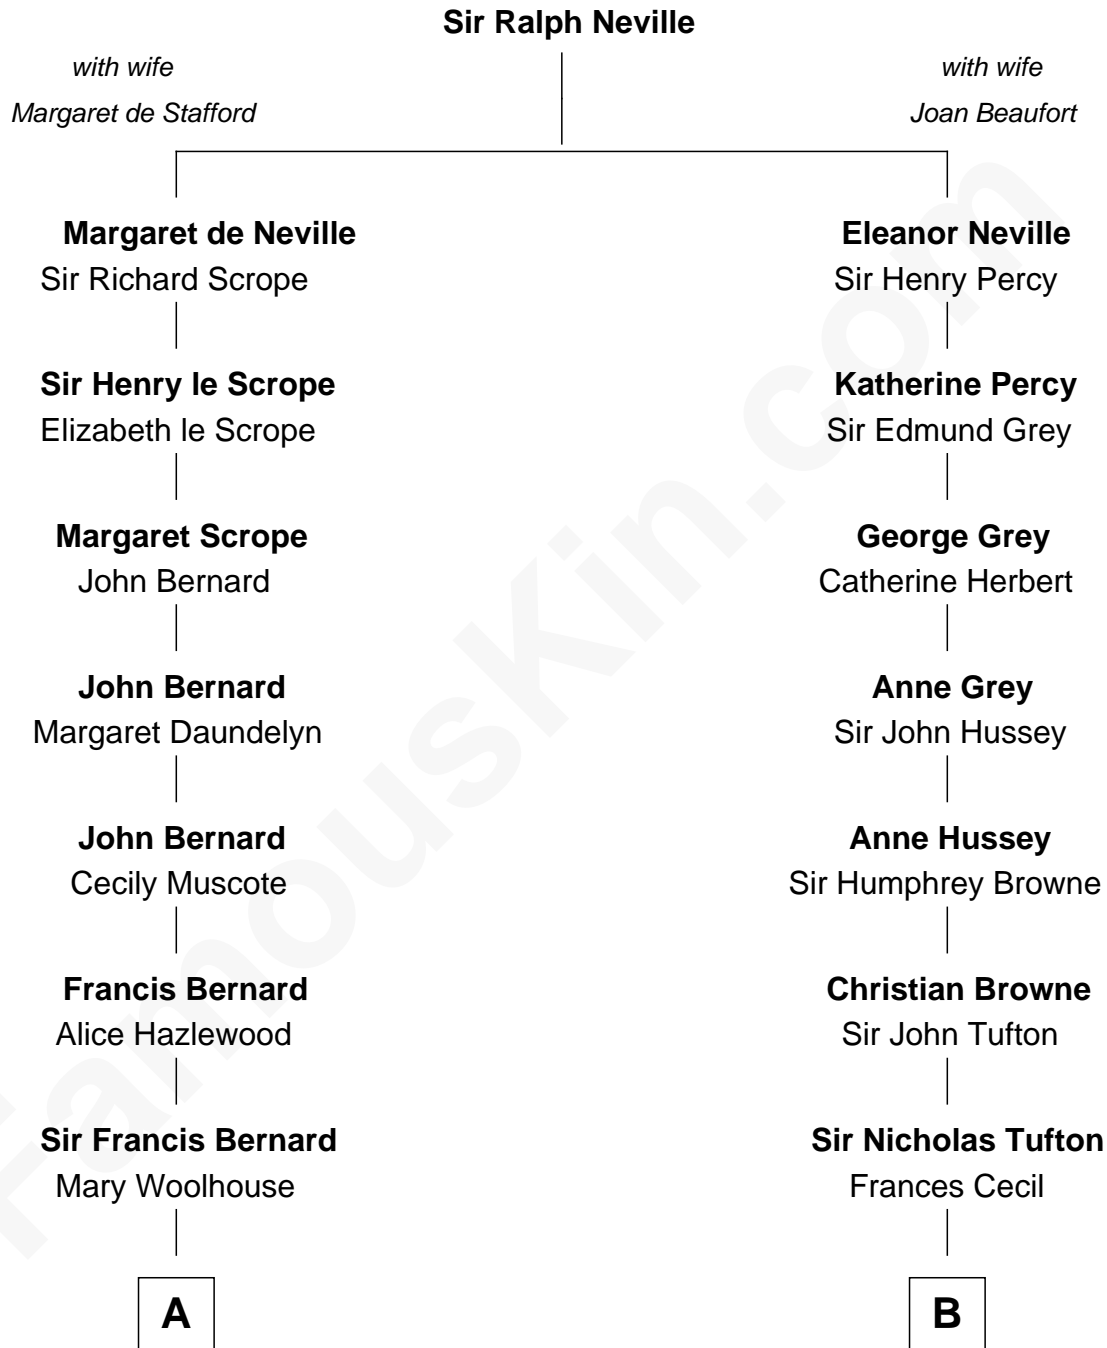 Sir Ralph Neville
with wife
Margaret de Stafford
with wife
Joan Beaufort
Margaret de Neville
Sir Richard Scrope
Eleanor Neville
Sir Henry Percy
Sir Henry le Scrope
Elizabeth le Scrope
Katherine Percy
Sir Edmund Grey
Margaret Scrope
John Bernard
George Grey
Catherine Herbert
John Bernard
Margaret Daundelyn
Anne Grey
Sir John Hussey
John Bernard
Cecily Muscote
Anne Hussey
Sir Humphrey Browne
Francis Bernard
Alice Hazlewood
Christian Browne
Sir John Tufton
Sir Francis Bernard
Mary Woolhouse
Sir Nicholas Tufton
Frances Cecil
A
B
FamousKin.com